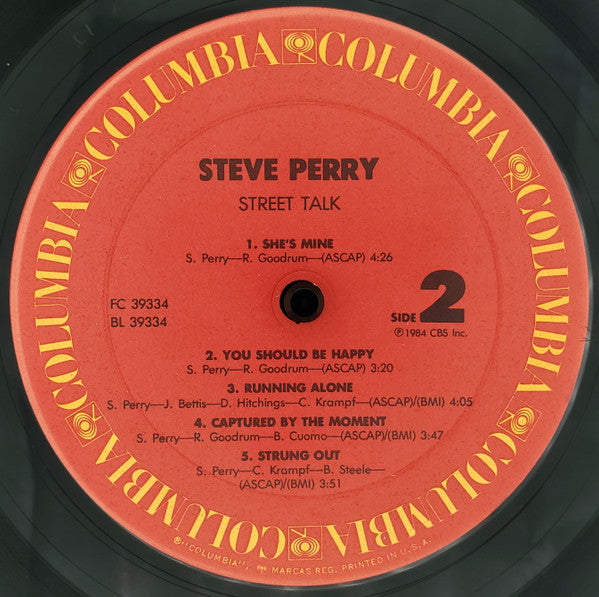 COLUMBIA COLUMBIA COLUMBIA COLUMBIA COLUMBIA COLUMBIA COLUMBIA COLUMBIA
STEVE PERRY
STREET TALK
1. SHE'S MINE
S. Perry—R. Goodrum—(ASCAP) 4:26
FC 39334
BL 39334
SIDE 2
℗1984 CBS Inc.
2. YOU SHOULD BE HAPPY
S. Perry—R. Goodrum—(ASCAP) 3:20
3. RUNNING ALONE
S. Perry—J. Bettis—D. Hitchings—C. Krampf—(ASCAP)/(BMI) 4:05
4. CAPTURED BY THE MOMENT
S. Perry—R. Goodrum—B. Cuomo—(ASCAP)/(BMI) 3:47
5. STRUNG OUT
S. Perry—C. Krampf—B. Steele—
(ASCAP)/(BMI) 3:51
®"COLUMBIA", MARCAS REG. PRINTED IN U.S.A.